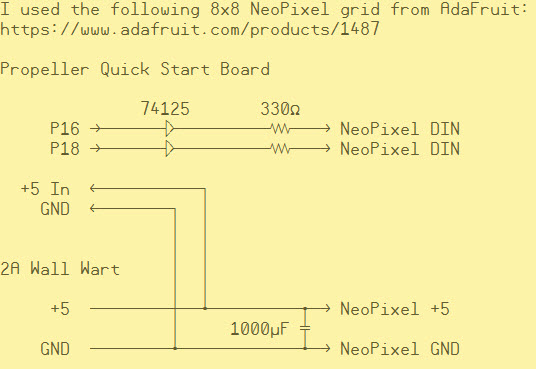 I used the following 8x8 NeoPixel grid from AdaFruit:
https://www.adafruit.com/products/1487
Propeller Quick Start Board
74125 330Ω
P16 NeoPixel DIN
P18 NeoPixel DIN
+5 In
GND
2A Wall Wart
+5 NeoPixel +5
1000µF
GND NeoPixel GND